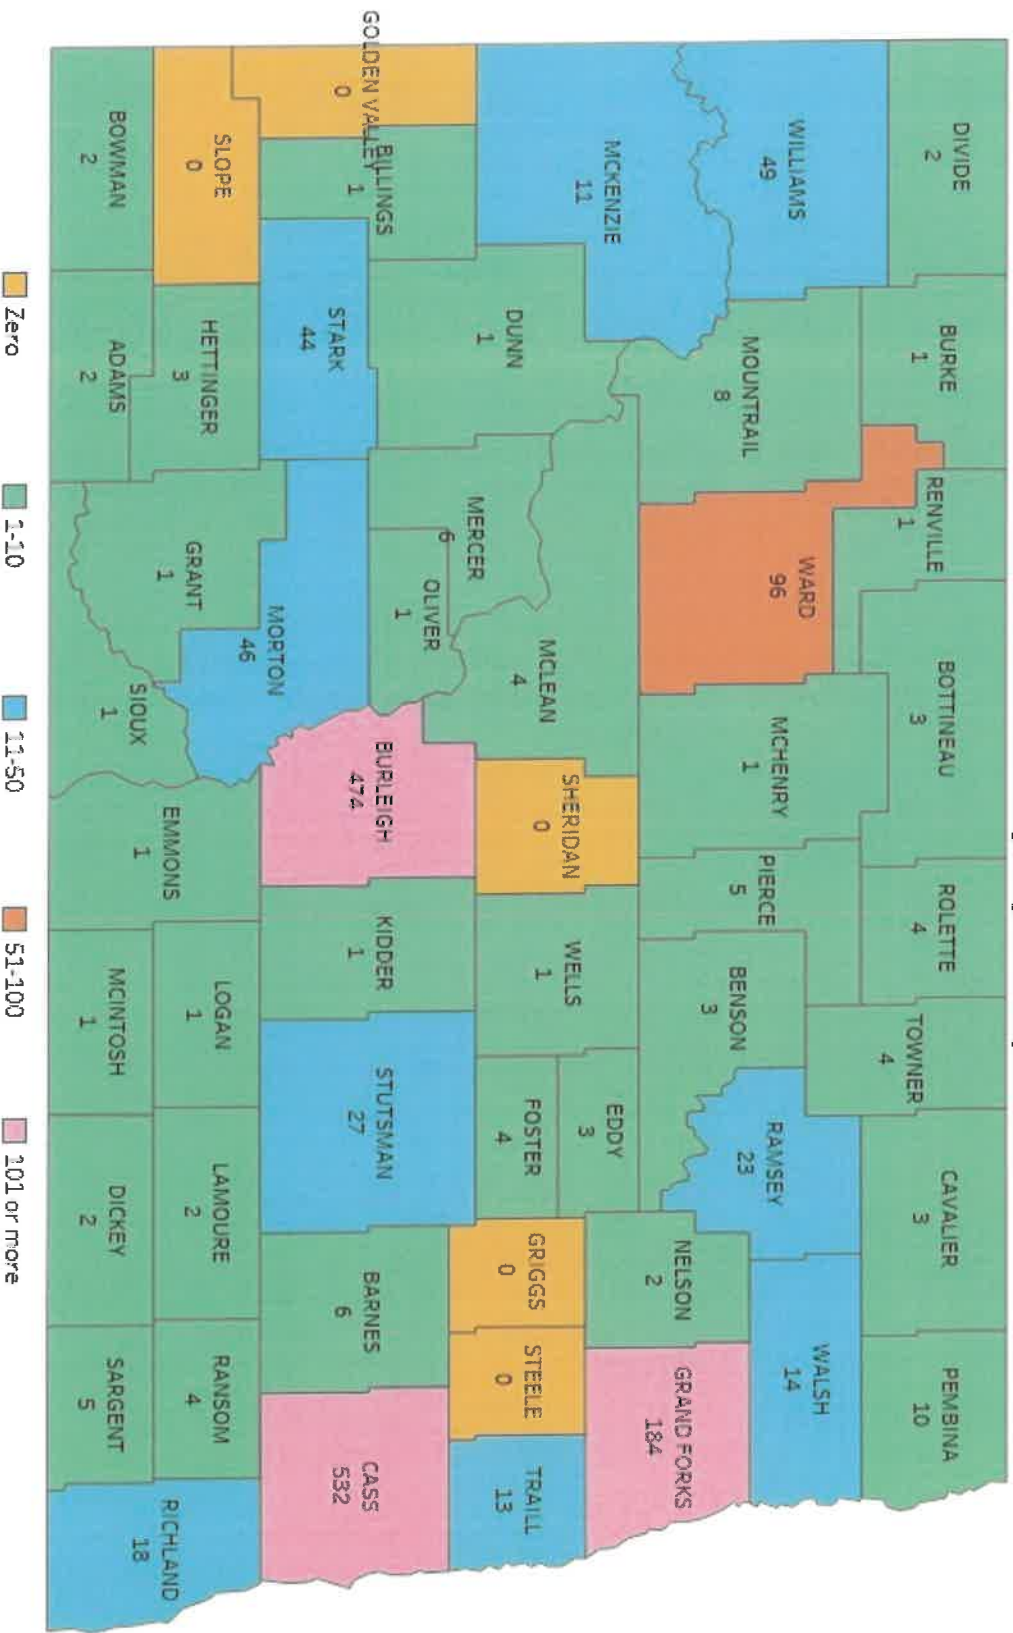 DIVIDE
2
BURKE
1
RENVILLE
1
BOTTINEAU
3
ROLETTE
4
TOWNER
4
CAVALIER
3
PEMBINA
10
WILLIAMS
49
MOUNTRAIL
8
WARD
96
MCHENRY
1
PIERCE
5
BENSON
3
RAMSEY
23
WALSH
14
MCKENZIE
11
NELSON
2
GRAND FORKS
184
DUNN
1
MERCER
6
OLIVER
1
MCLEAN
4
SHERIDAN
0
WELLS
1
EDDY
3
FOSTER
4
GRIGGS
0
STEELE
0
TRAILL
13
GOLDEN VALLEY
0
BILLINGS
1
STARK
44
MORTON
46
BURLEIGH
474
KIDDER
1
STUTSMAN
27
BARNES
6
CASS
532
SLOPE
0
HETTINGER
3
GRANT
1
SIOUX
1
EMMONS
1
LOGAN
1
LAMOURE
2
RANSOM
4
RICHLAND
18
BOWMAN
2
ADAMS
2
MCINTOSH
1
DICKEY
2
SARGENT
5
Zero
1-10
11-50
51-100
101 or more